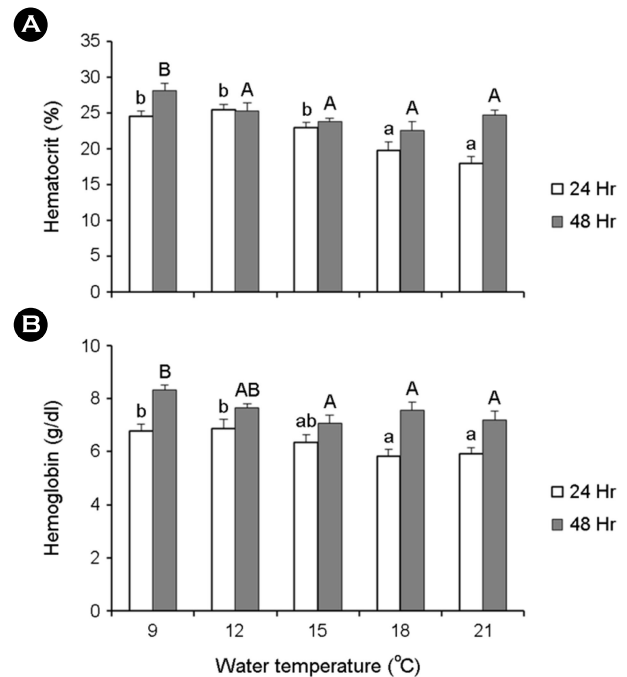 A
35
30
25
20
15
10
5
0
Hematocrit (%)
b B b A b A a A a A
24 Hr
48 Hr
B
10
8
6
4
2
0
Hemoglobin (g/dl)
b B b AB ab A a A a A
24 Hr
48 Hr
9 12 15 18 21
Water temperature (°C)